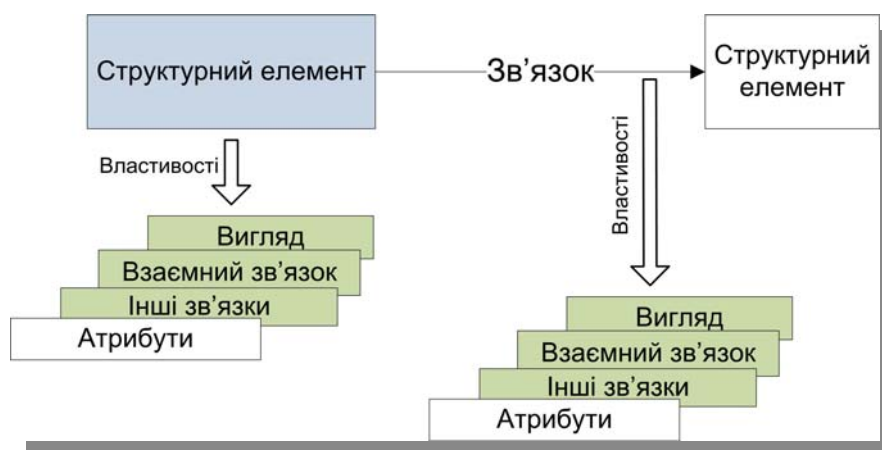 Структурний елемент
Зв’язок
Структурний
елемент
Властивості
Вигляд
Взаємний зв’язок
Інші зв’язки
Атрибути
Властивості
Вигляд
Взаємний зв’язок
Інші зв’язки
Атрибути